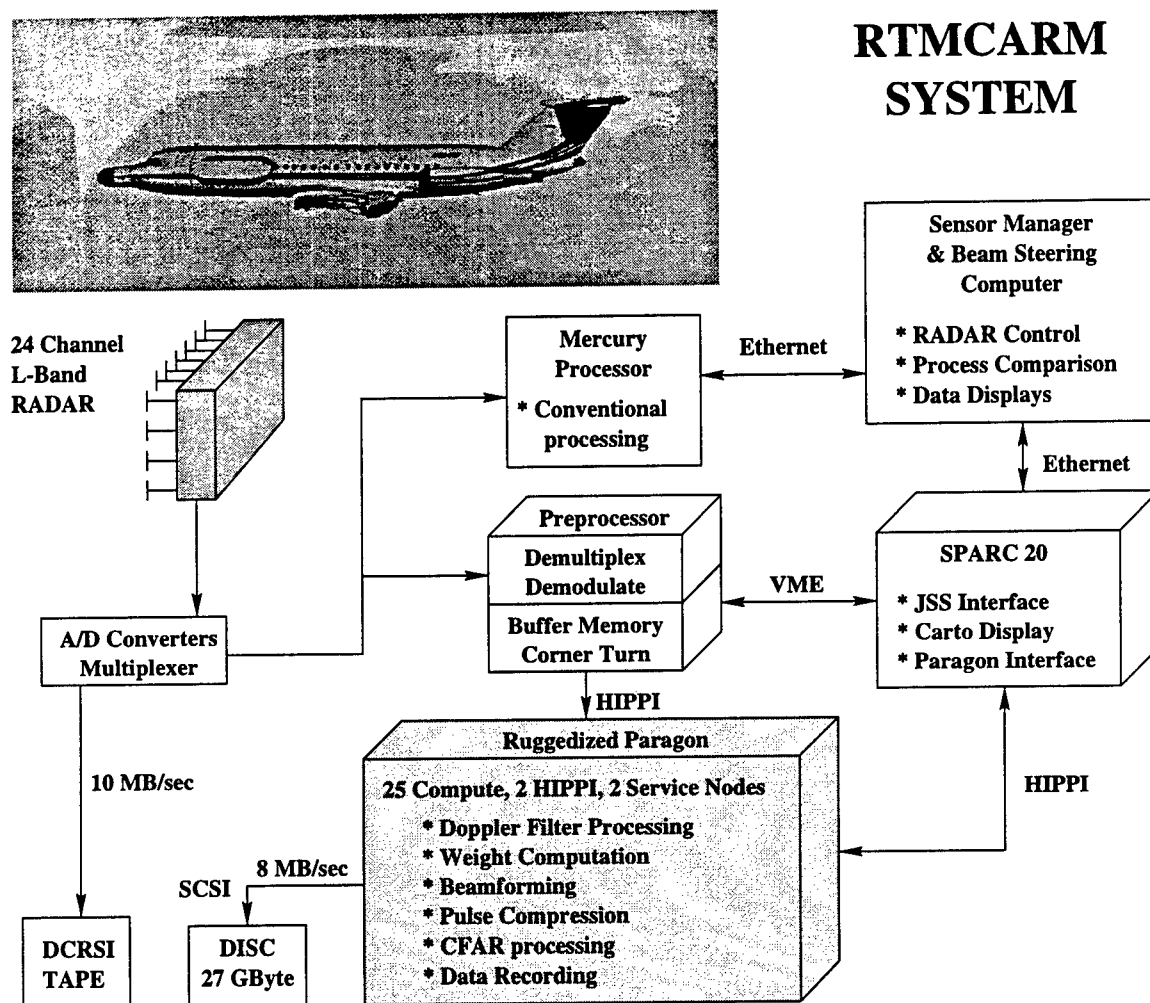 RTMCARM
SYSTEM
Sensor Manager
& Beam Steering
Computer
* RADAR Control
* Process Comparison
* Data Displays
24 Channel
L-Band
RADAR
Mercury
Processor
* Conventional
processing
Ethernet
Ethernet
Preprocessor
Demultiplex
Demodulate
Buffer Memory
Corner Turn
VME
SPARC 20
* JSS Interface
* Carto Display
* Paragon Interface
A/D Converters
Multiplexer
HIPPI
Ruggedized Paragon
25 Compute, 2 HIPPI, 2 Service Nodes
* Doppler Filter Processing
* Weight Computation
* Beamforming
* Pulse Compression
* CFAR processing
* Data Recording
HIPPI
10 MB/sec
8 MB/sec
SCSI
DCRSI
TAPE
DISC
27 GByte